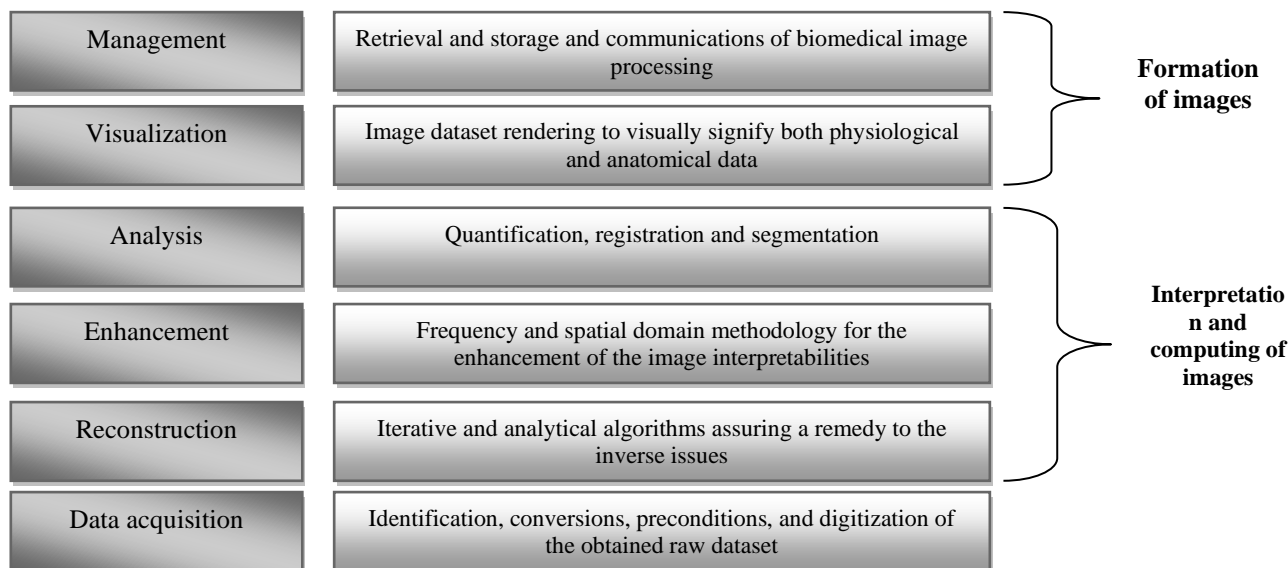 Management
Retrieval and storage and communications of biomedical image
processing
Formation
of images
Visualization
Image dataset rendering to visually signify both physiological
and anatomical data
Analysis
Quantification, registration and segmentation
Interpretatio
n and
computing of
images
Enhancement
Frequency and spatial domain methodology for the
enhancement of the image interpretabilities
Reconstruction
Iterative and analytical algorithms assuring a remedy to the
inverse issues
Data acquisition
Identification, conversions, preconditions, and digitization of
the obtained raw dataset